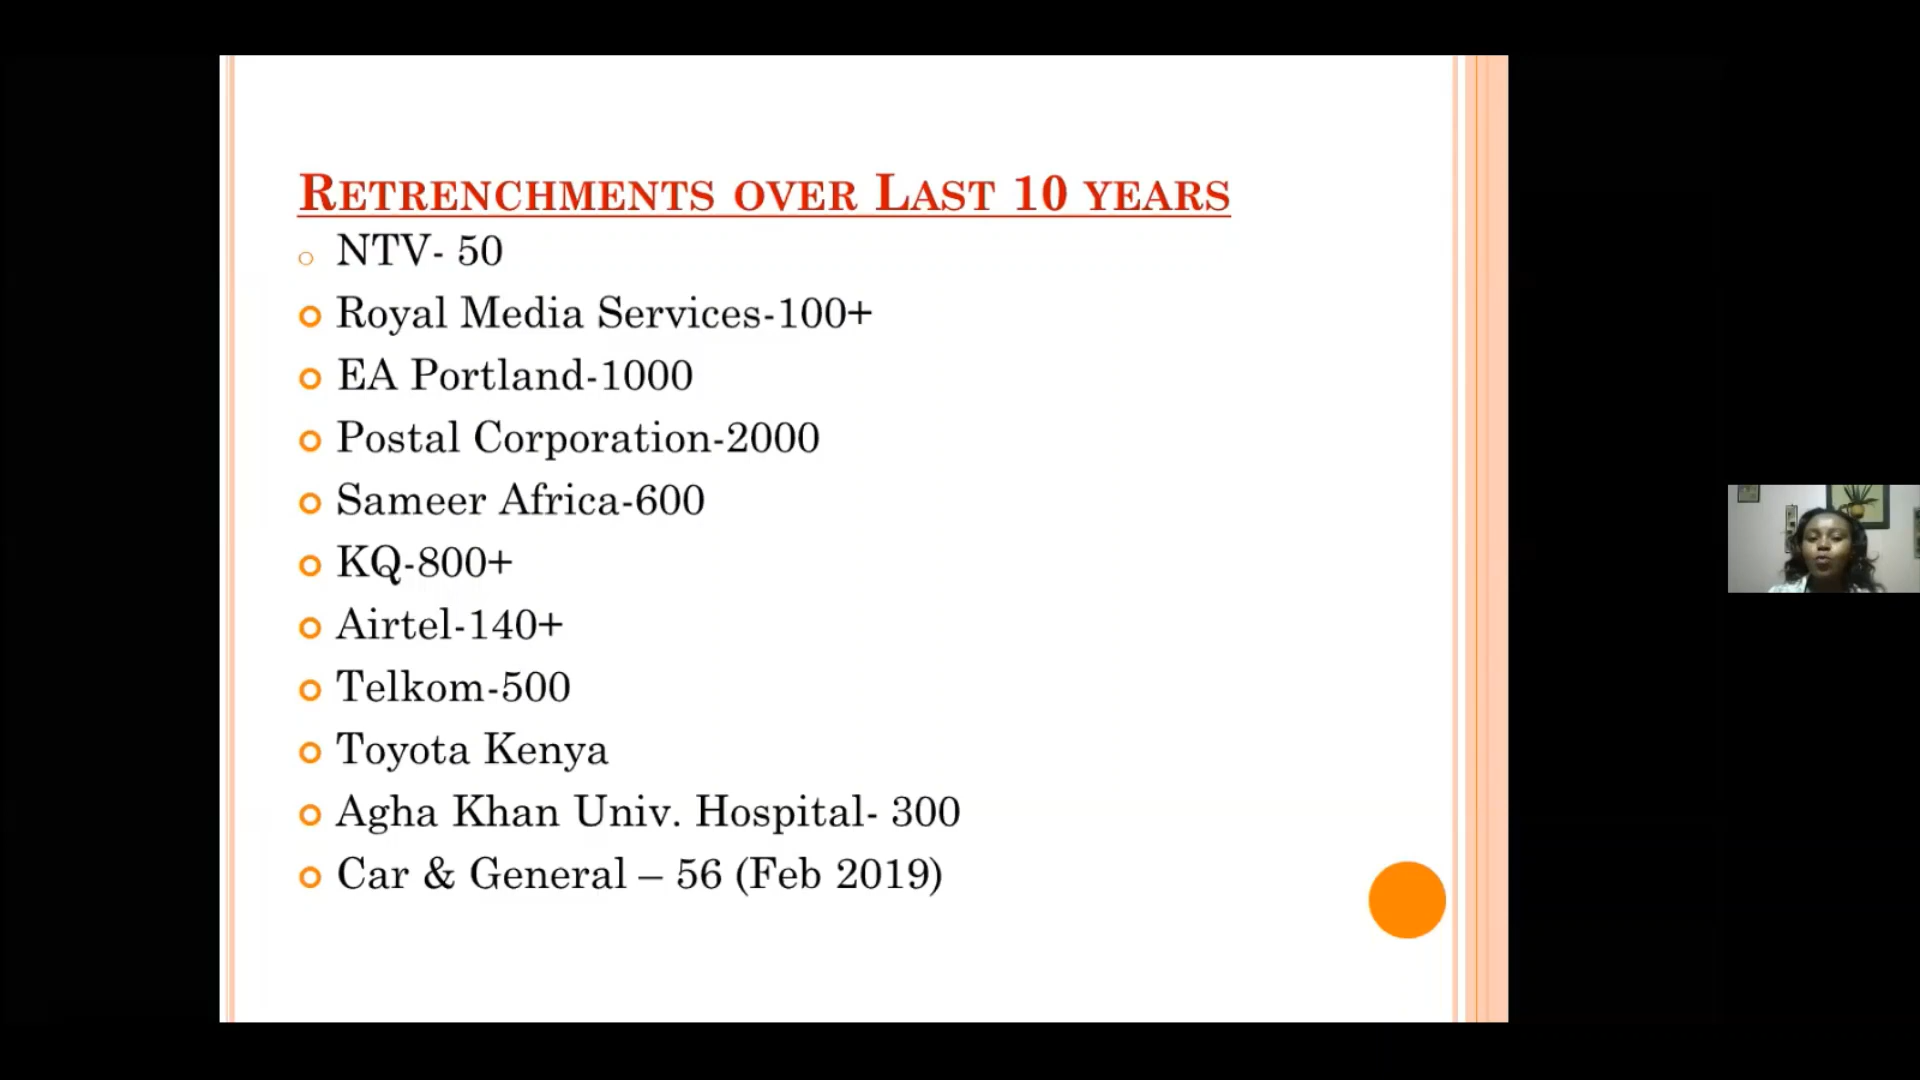 Retrenchments over Last 10 years
NTV- 50
Royal Media Services-100+
EA Portland-1000
Postal Corporation-2000
Sameer Africa-600
KQ-800+
Airtel-140+
Telkom-500
Toyota Kenya
Agha Khan Univ. Hospital- 300
Car & General – 56 (Feb 2019)